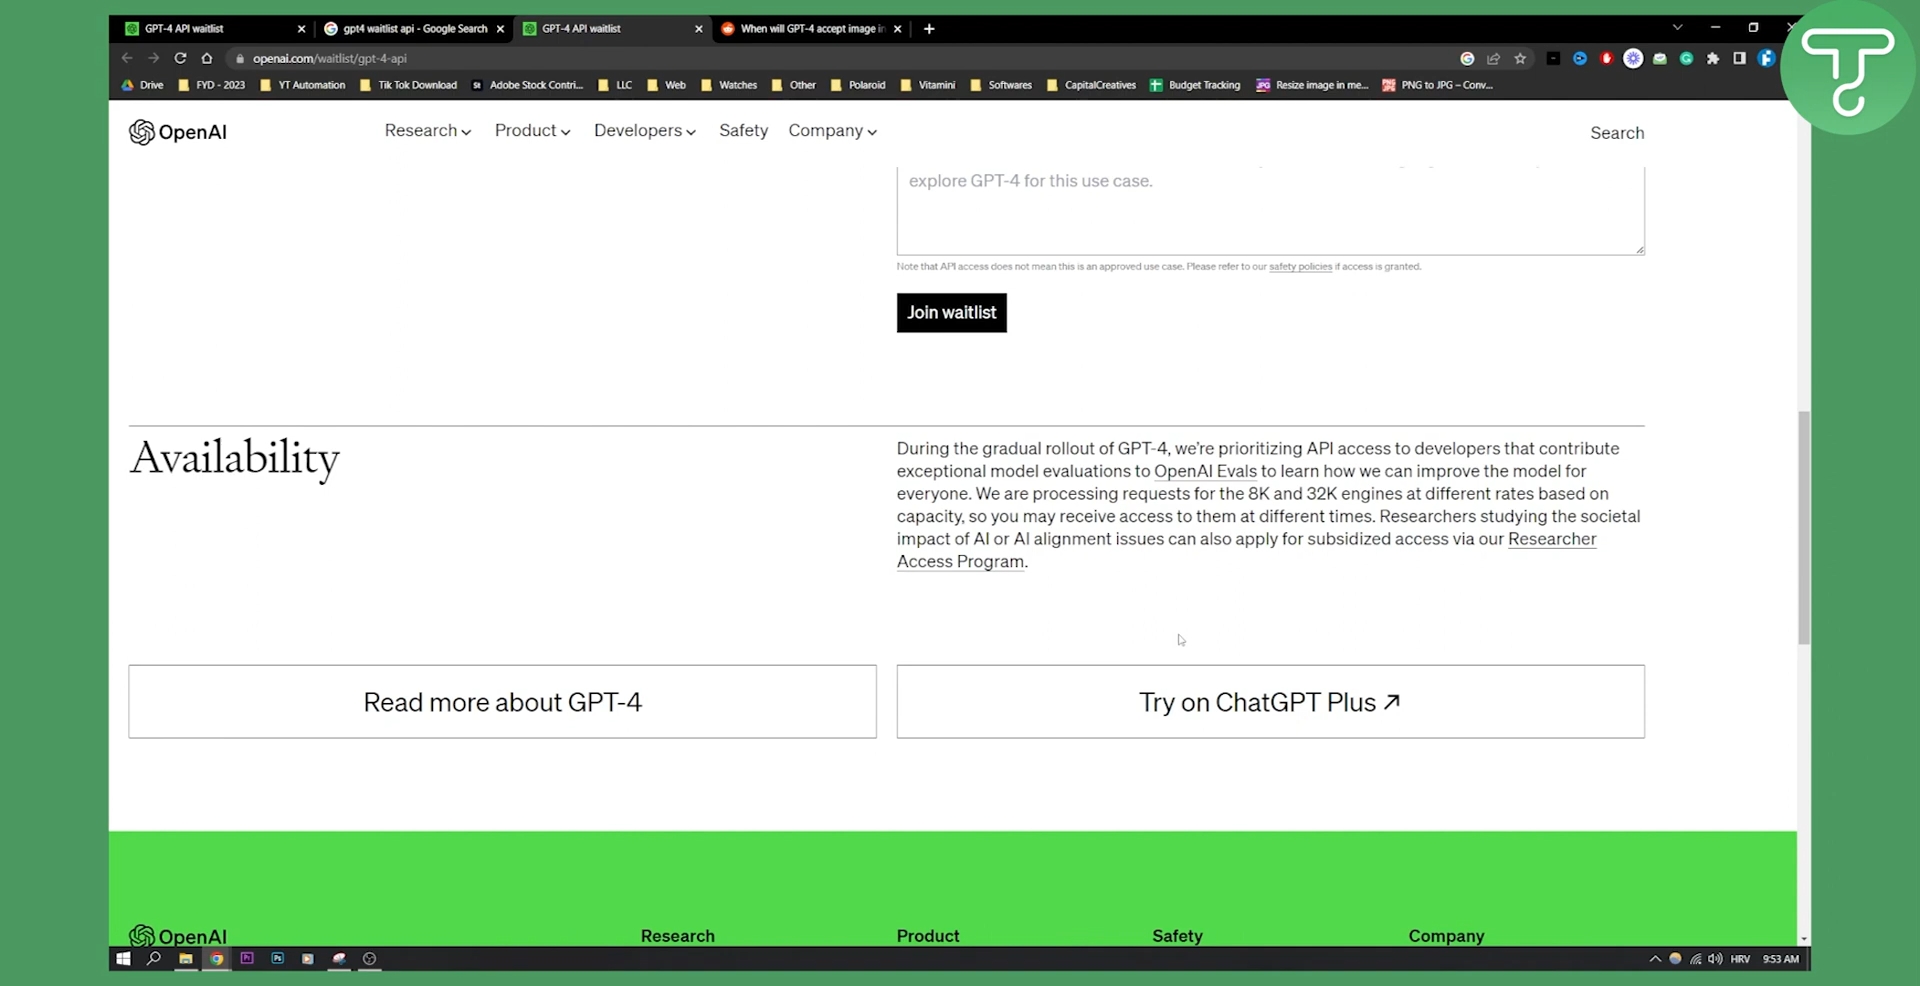 GPT-4 API waitlist
gpt4 waitlist api - Google Search
GPT-4 API waitlist
When will GPT-4 accept image in
openai.com/waitlist/gpt-4-api
Drive
FYD - 2023
YT Automation
Tik Tok Download
Adobe Stock Contri...
LLC
Web
Watches
Other
Polaroid
Vitamini
Softwares
CapitalCreatives
Budget Tracking
Resize image in me...
PNG to JPG – Conv...
OpenAI
Research
Product
Developers
Safety
Company
Search
explore GPT-4 for this use case.
Note that API access does not mean this is an approved use case. Please refer to our safety policies if access is granted.
Join waitlist
Availability
During the gradual rollout of GPT-4, we’re prioritizing API access to developers that contribute
exceptional model evaluations to OpenAI Evals to learn how we can improve the model for
everyone. We are processing requests for the 8K and 32K engines at different rates based on
capacity, so you may receive access to them at different times. Researchers studying the societal
impact of AI or AI alignment issues can also apply for subsidized access via our Researcher
Access Program.
Read more about GPT-4
Try on ChatGPT Plus ↗
OpenAI
Research
Product
Safety
Company
Pr
Ps
HRV
9:53 AM